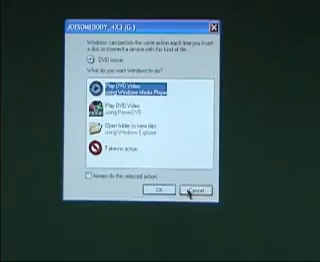 JOESOMEBODY_4X3 (G:)
Windows can perform the same action each time you insert
a disk or connect a device with this kind of file:
DVD movie
What do you want Windows to do?
Play DVD Video
using Windows Media Player
Play DVD Video
using PowerDVD
Open folder to view files
using Windows Explorer
Take no action
Always do the selected action.
OK
Cancel